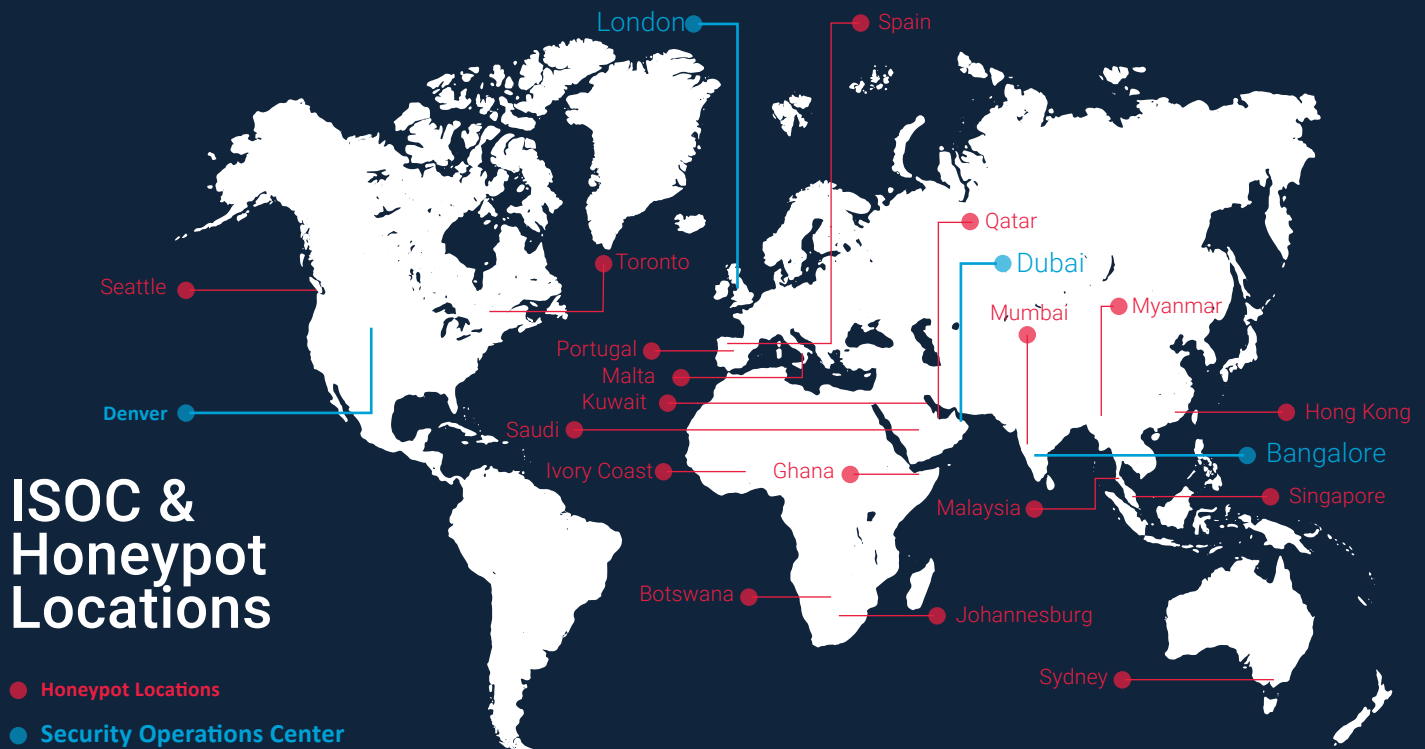 London
Spain
Qatar
Dubai
Toronto
Seattle
Mumbai
Myanmar
Portugal
Malta
Kuwait
Denver
Hong Kong
Saudi
Bangalore
Ivory Coast
Ghana
Malaysia
Singapore
ISOC &
Honeypot
Locations
Botswana
Johannesburg
Sydney
Honeypot Locations
Security Operations Center